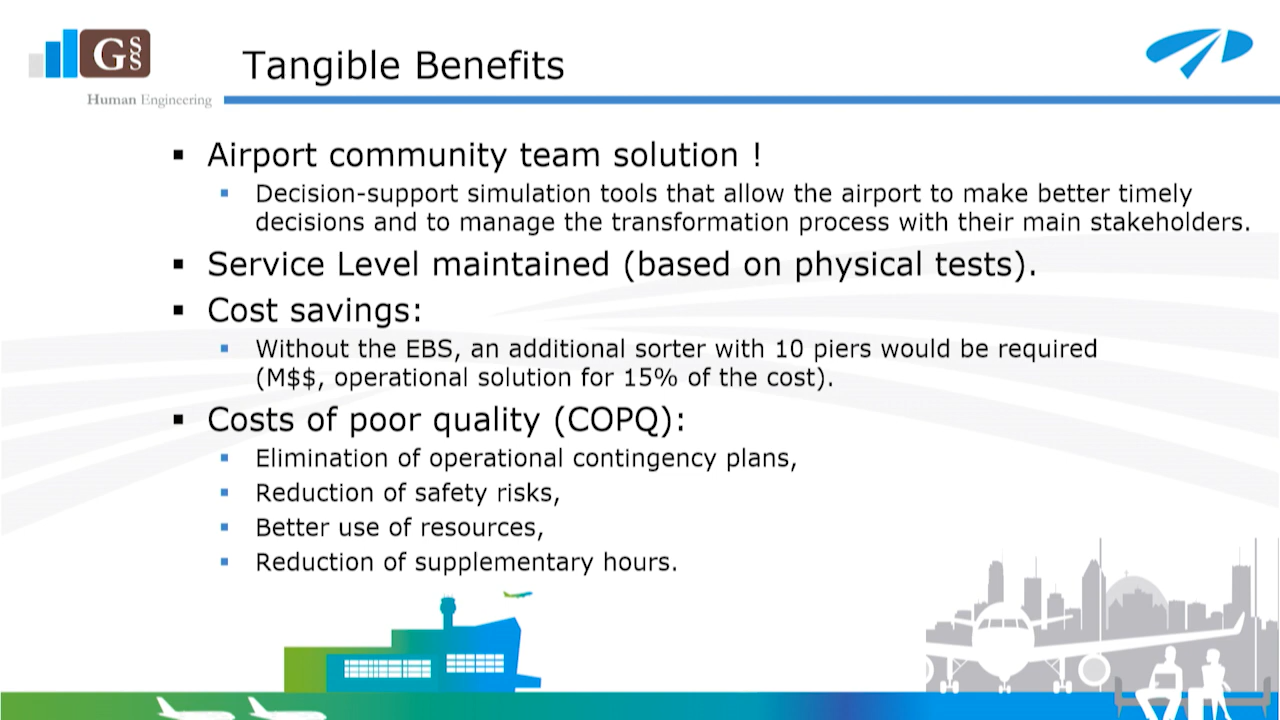 G§§
Human Engineering
Tangible Benefits
▪ Airport community team solution !
▪ Decision-support simulation tools that allow the airport to make better timely
decisions and to manage the transformation process with their main stakeholders.
▪ Service Level maintained (based on physical tests).
▪ Cost savings:
▪ Without the EBS, an additional sorter with 10 piers would be required
(M$$, operational solution for 15% of the cost).
▪ Costs of poor quality (COPQ):
▪ Elimination of operational contingency plans,
▪ Reduction of safety risks,
▪ Better use of resources,
▪ Reduction of supplementary hours.